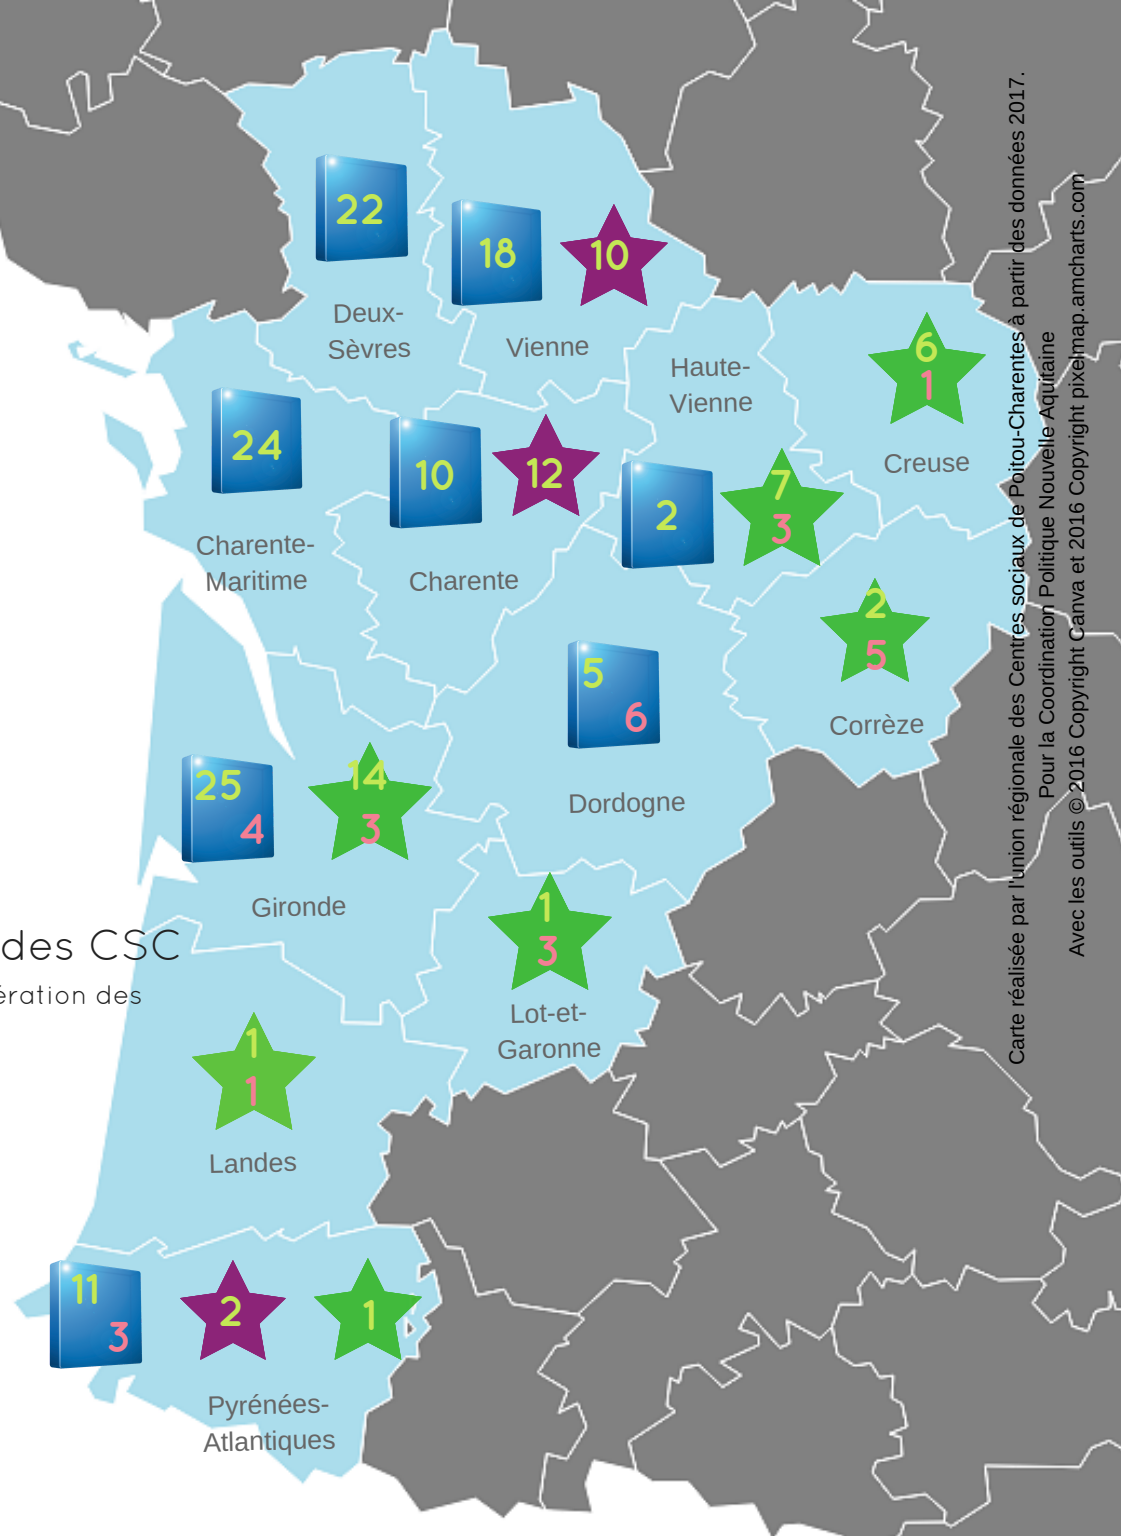 22
18
10
Deux-
Sèvres
Vienne
Haute-
Vienne
6
1
Creuse
24
10
12
2
7
3
Charente-
Maritime
Charente
2
5
Corrèze
5
6
Dordogne
25
4
14
3
Gironde
1
3
Lot-et-
Garonne
des CSC
ération des
1
1
Landes
11
3
2
1
Pyrénées-
Atlantiques
Carte réalisée par l'union régionale des Centres sociaux de Poitou-Charentes à partir des données 2017.
Pour la Coordination Politique Nouvelle Aquitaine
Avec les outils © 2016 Copyright Canva et 2016 Copyright pixelmap.amcharts.com